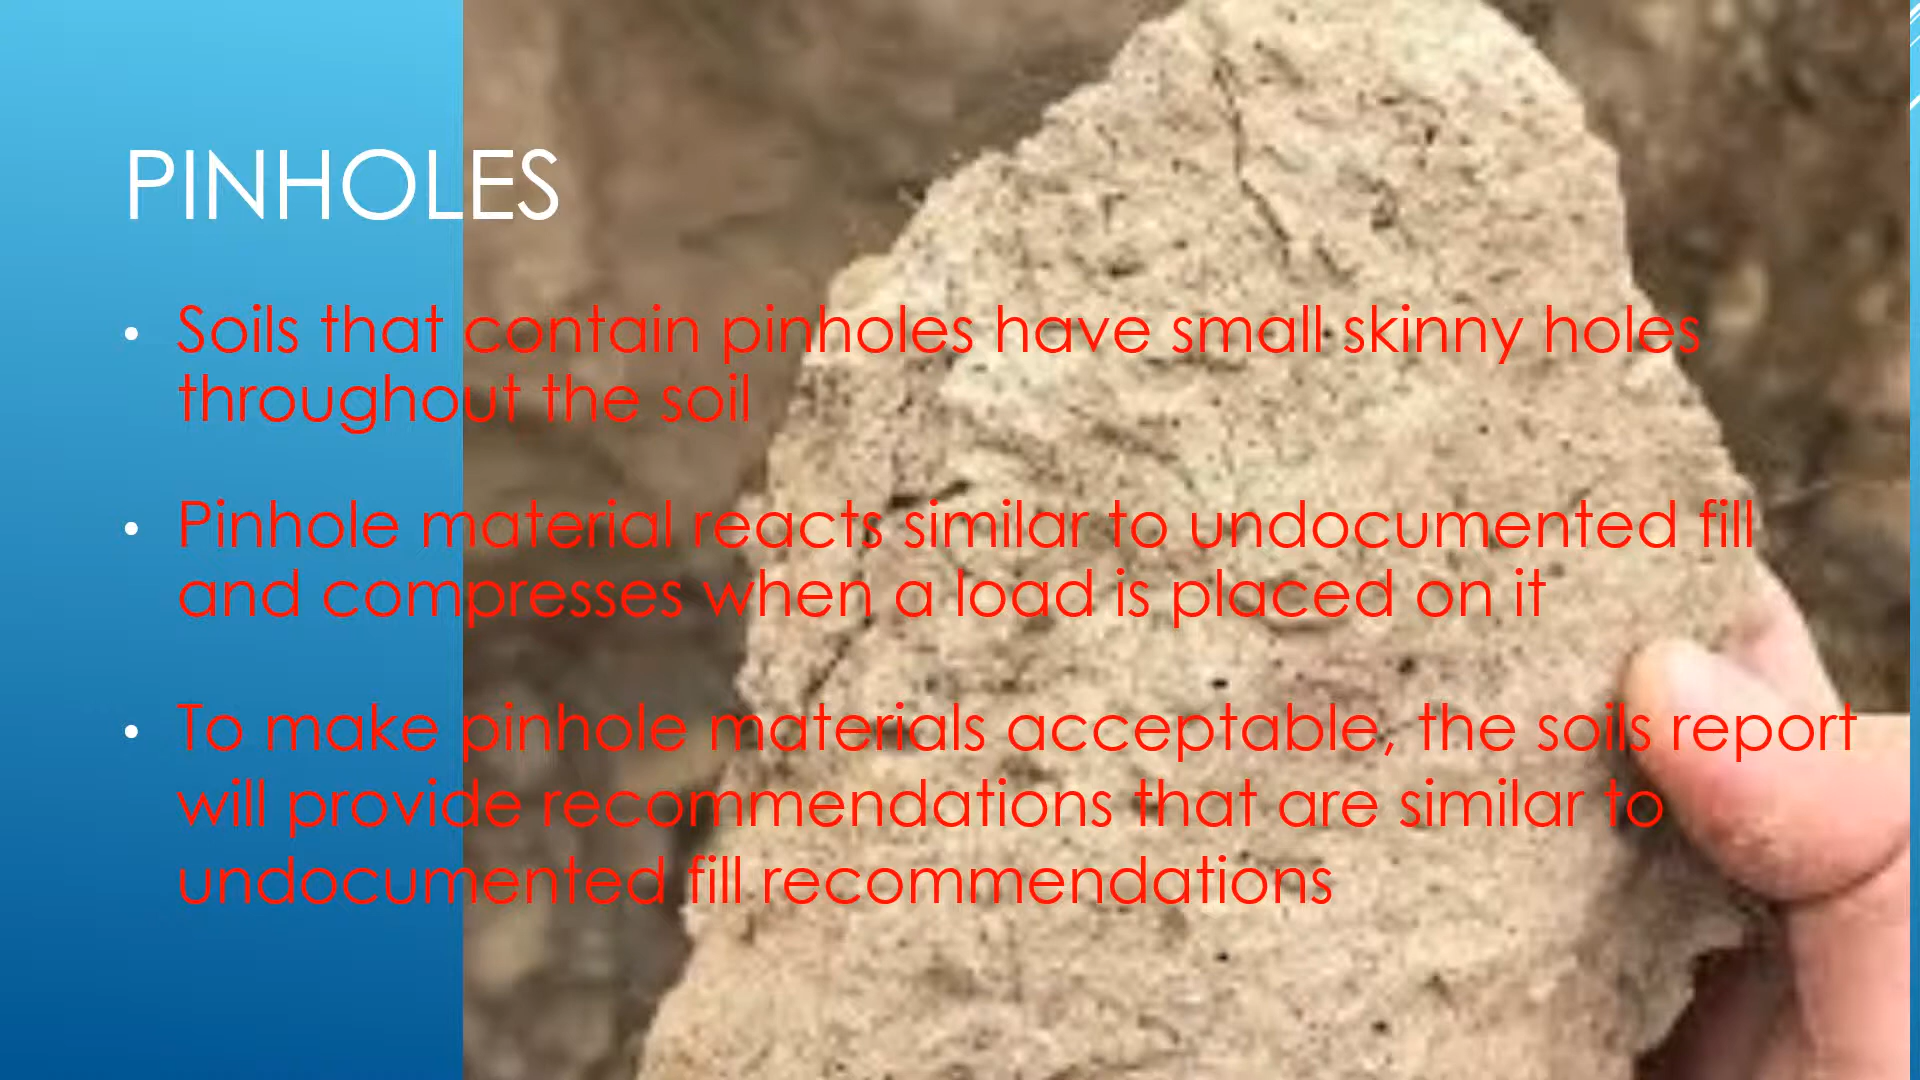 PINHOLES
• Soils that contain pinholes have small skinny holes
throughout the soil
• Pinhole material reacts similar to undocumented fill
and compresses when a load is placed on it
• To make pinhole materials acceptable, the soils report
will provide recommendations that are similar to
undocumented fill recommendations